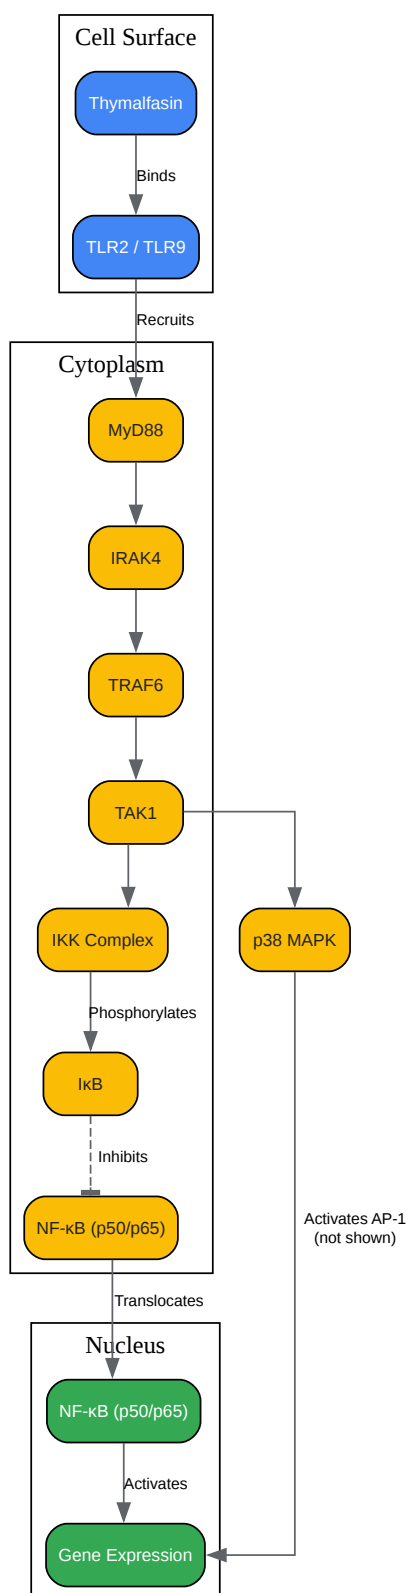 Cell Surface
Thymalfasin
Binds
TLR2 / TLR9
Recruits
Cytoplasm
MyD88
IRAK4
TRAF6
TAK1
IKK Complex
p38 MAPK
Phosphorylates
IκB
Inhibits
NF-κB (p50/p65)
Activates AP-1
(not shown)
Translocates
Nucleus
NF-κB (p50/p65)
Activates
Gene Expression